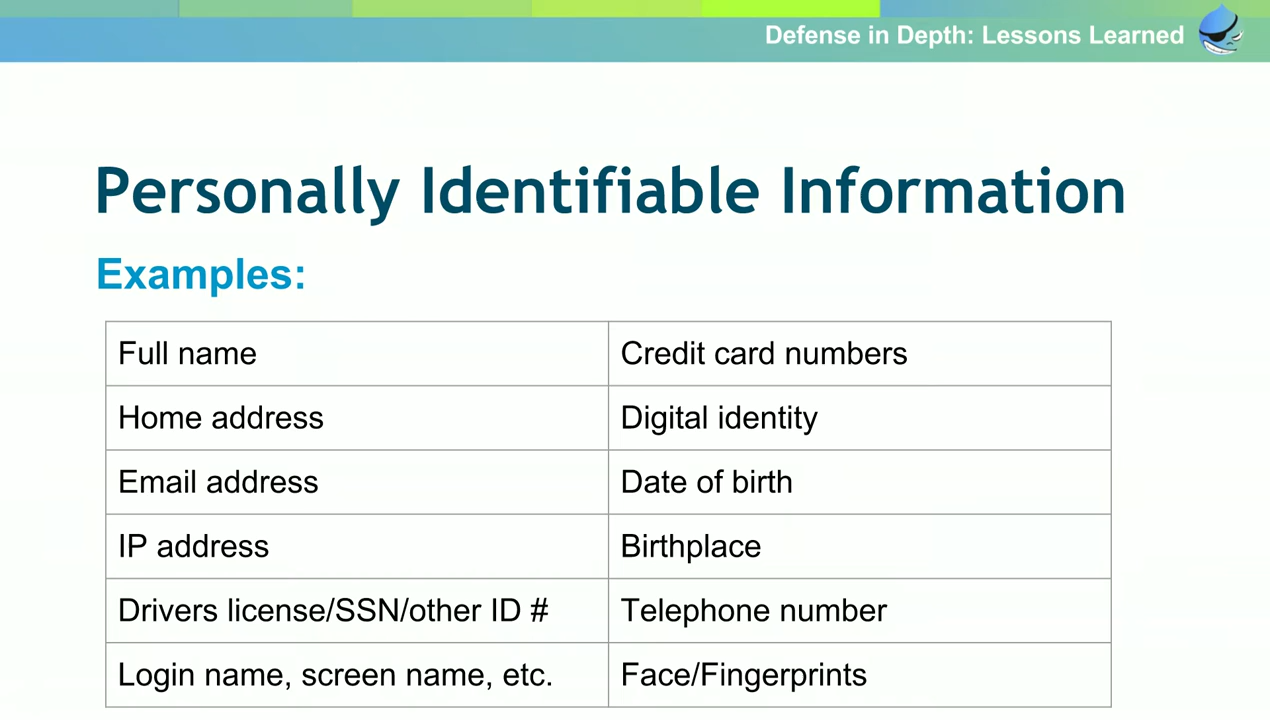 Defense in Depth: Lessons Learned
Personally Identifiable Information
Examples:
Full name
Credit card numbers
Home address
Digital identity
Email address
Date of birth
IP address
Birthplace
Drivers license/SSN/other ID #
Telephone number
Login name, screen name, etc.
Face/Fingerprints